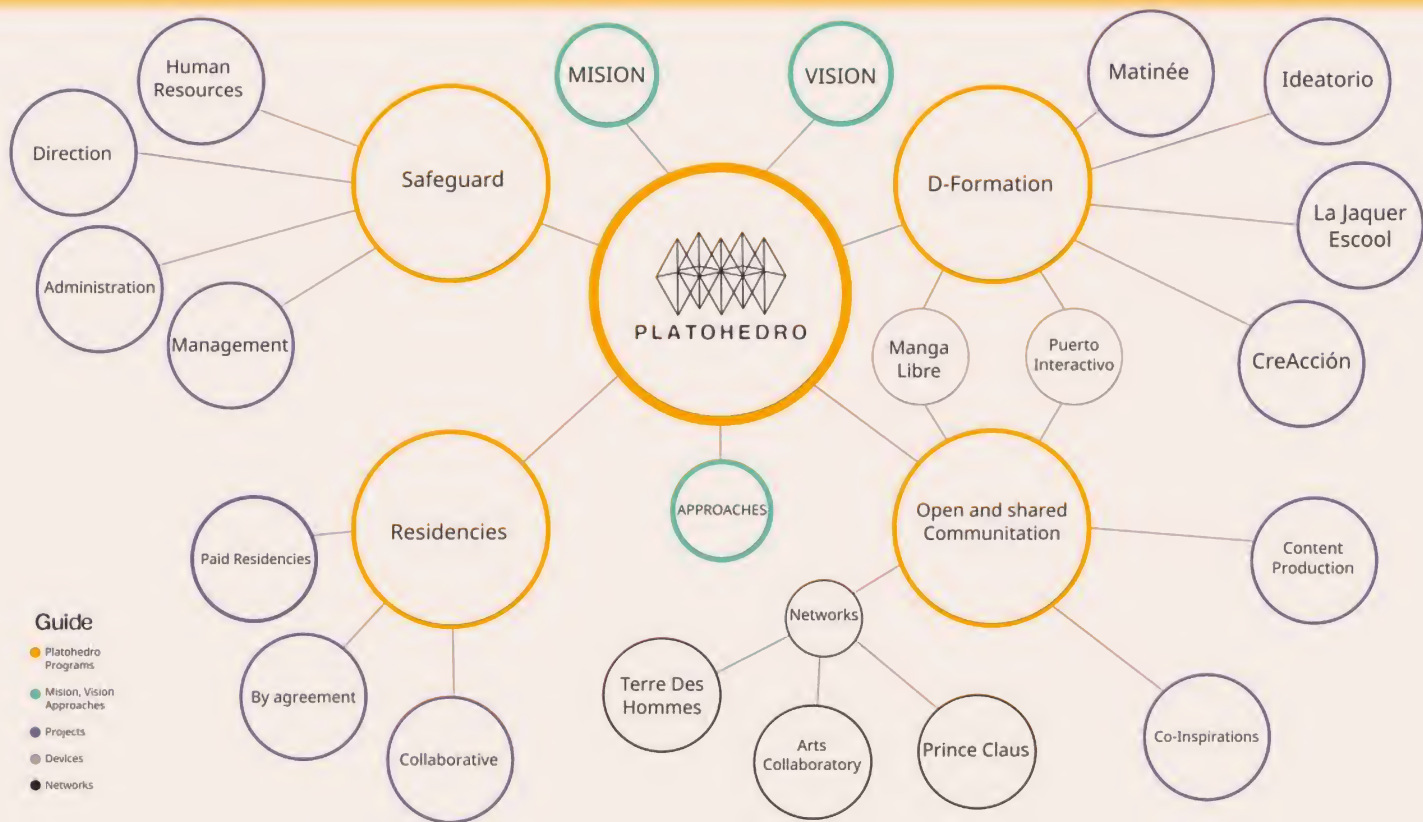 Human
Resources
Direction
Administration
Management
Safeguard
MISION
VISION
PLATOHEDRO
D-Formation
Matinée
Ideatorio
La Jaquer
Escool
CreAcción
Manga
Libre
Puerto
Interactivo
APPROACHES
Residencies
Paid Residencies
By agreement
Collaborative
Open and shared
Communitation
Content
Production
Co-Inspirations
Networks
Terre Des
Hommes
Arts
Collaboratory
Prince Claus
Guide
Platohedro
Programs
Mision, Vision
Approaches
Projects
Devices
Networks